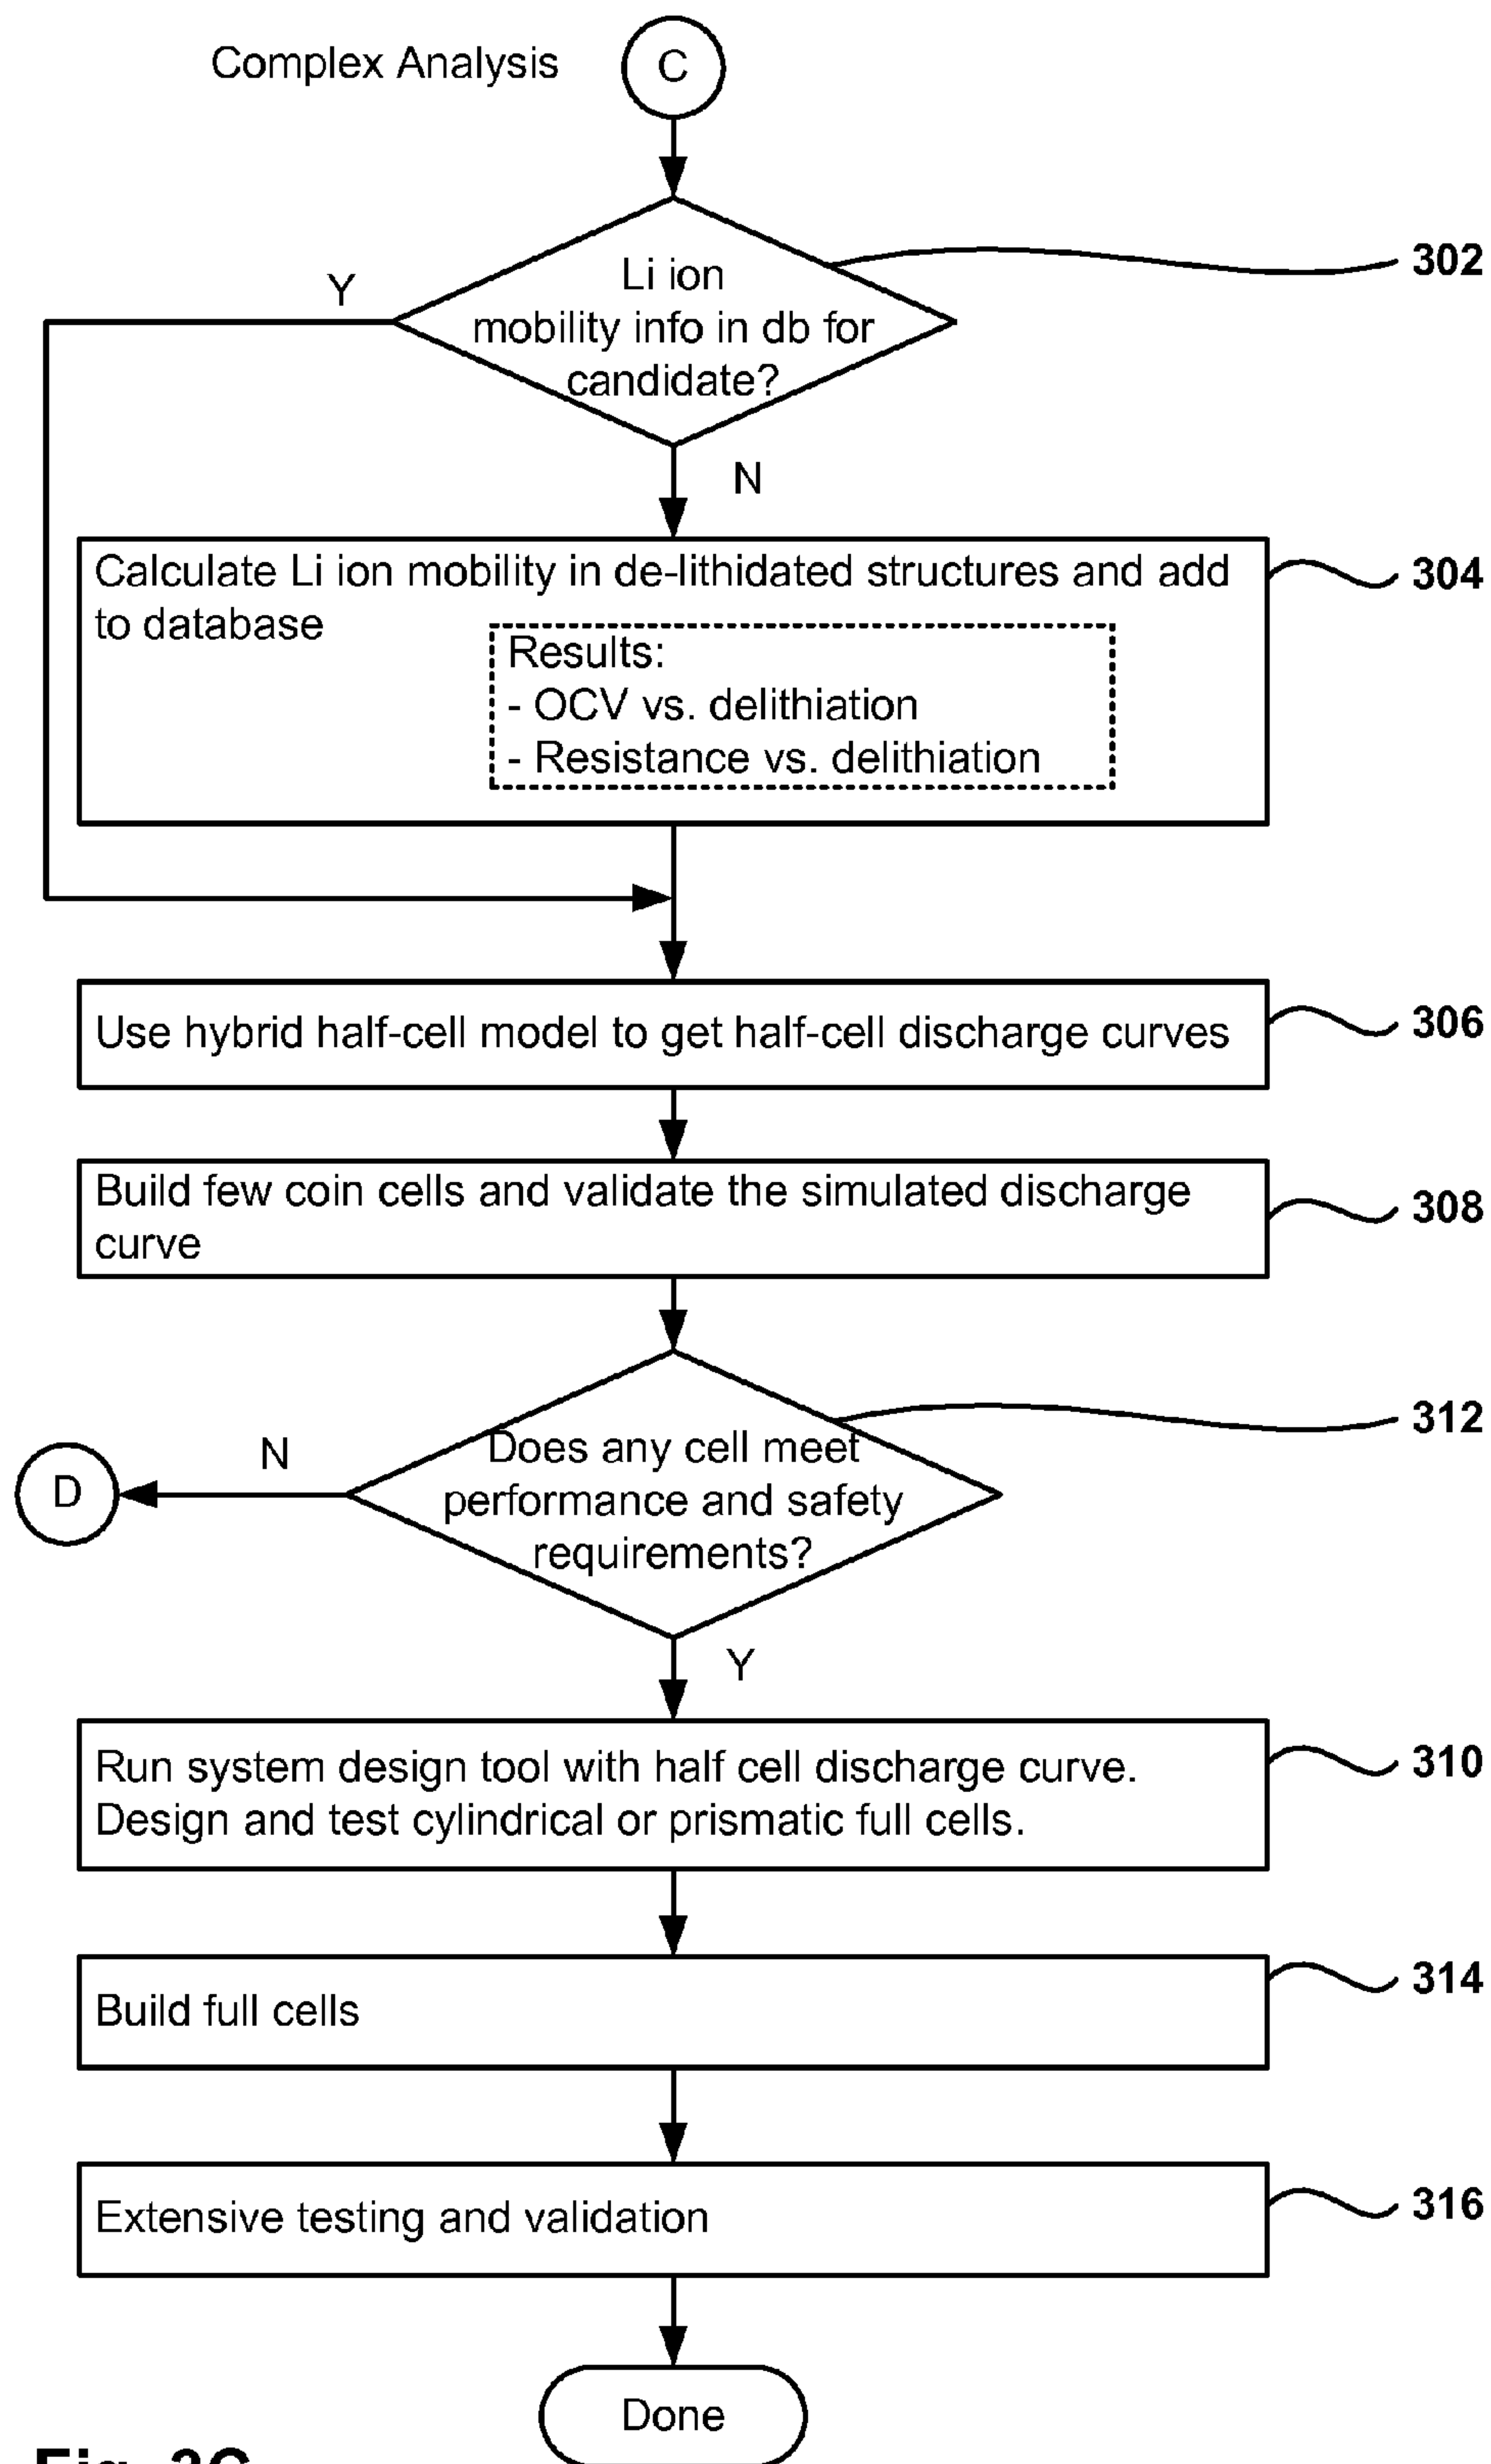 Complex Analysis
C
Li ion
mobility info in db for
candidate?
302
Y
N
Calculate Li ion mobility in de-lithidated structures and add
to database
304
Results:
- OCV vs. delithiation
- Resistance vs. delithiation
Use hybrid half-cell model to get half-cell discharge curves
306
Build few coin cells and validate the simulated discharge
curve
308
Does any cell meet
performance and safety
requirements?
312
N
D
Y
Run system design tool with half cell discharge curve.
Design and test cylindrical or prismatic full cells.
310
Build full cells
314
Extensive testing and validation
316
Done
Fig. 3C